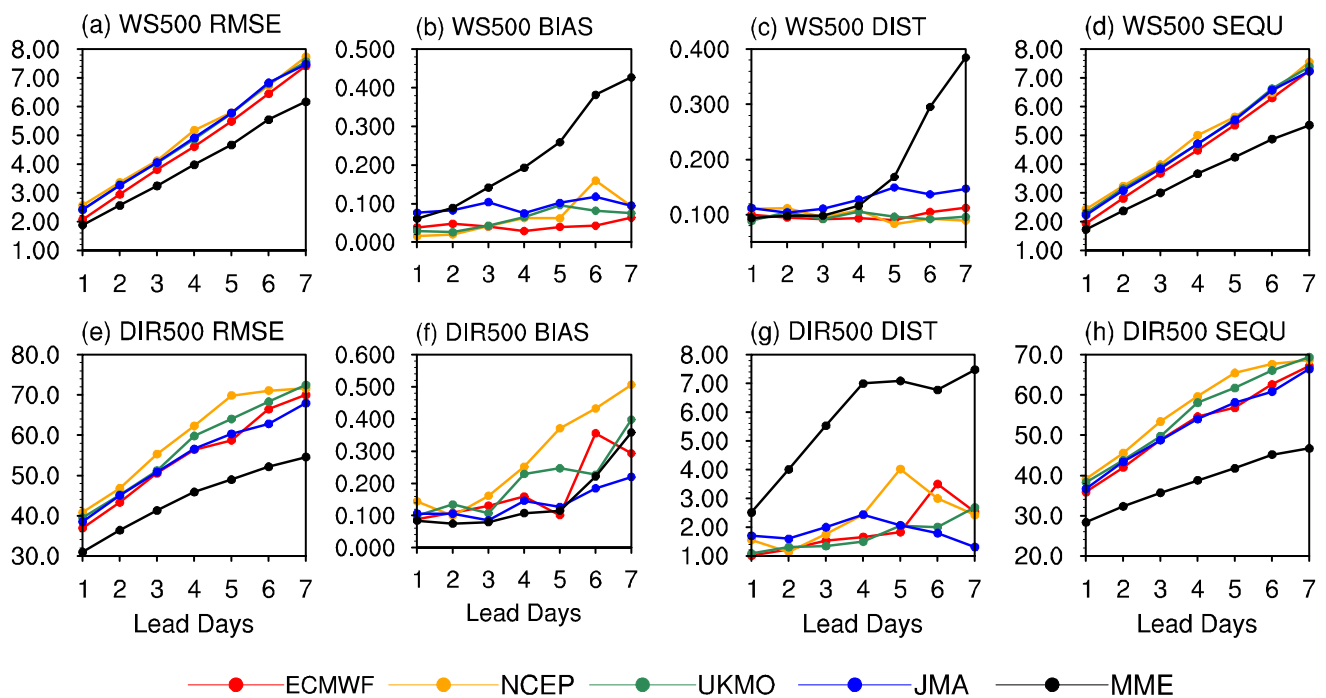 (a) WS500 RMSE
8.00
7.00
6.00
5.00
4.00
3.00
2.00
1.00
1 2 3 4 5 6 7
(b) WS500 BIAS
0.500
0.400
0.300
0.200
0.100
0.000
1 2 3 4 5 6 7
(c) WS500 DIST
0.400
0.300
0.200
0.100
1 2 3 4 5 6 7
(d) WS500 SEQU
8.00
7.00
6.00
5.00
4.00
3.00
2.00
1.00
1 2 3 4 5 6 7
(e) DIR500 RMSE
80.0
70.0
60.0
50.0
40.0
30.0
1 2 3 4 5 6 7
Lead Days
(f) DIR500 BIAS
0.600
0.500
0.400
0.300
0.200
0.100
0.000
1 2 3 4 5 6 7
Lead Days
(g) DIR500 DIST
8.00
7.00
6.00
5.00
4.00
3.00
2.00
1.00
1 2 3 4 5 6 7
Lead Days
(h) DIR500 SEQU
70.0
60.0
50.0
40.0
30.0
20.0
1 2 3 4 5 6 7
Lead Days
ECMWF NCEP UKMO JMA MME